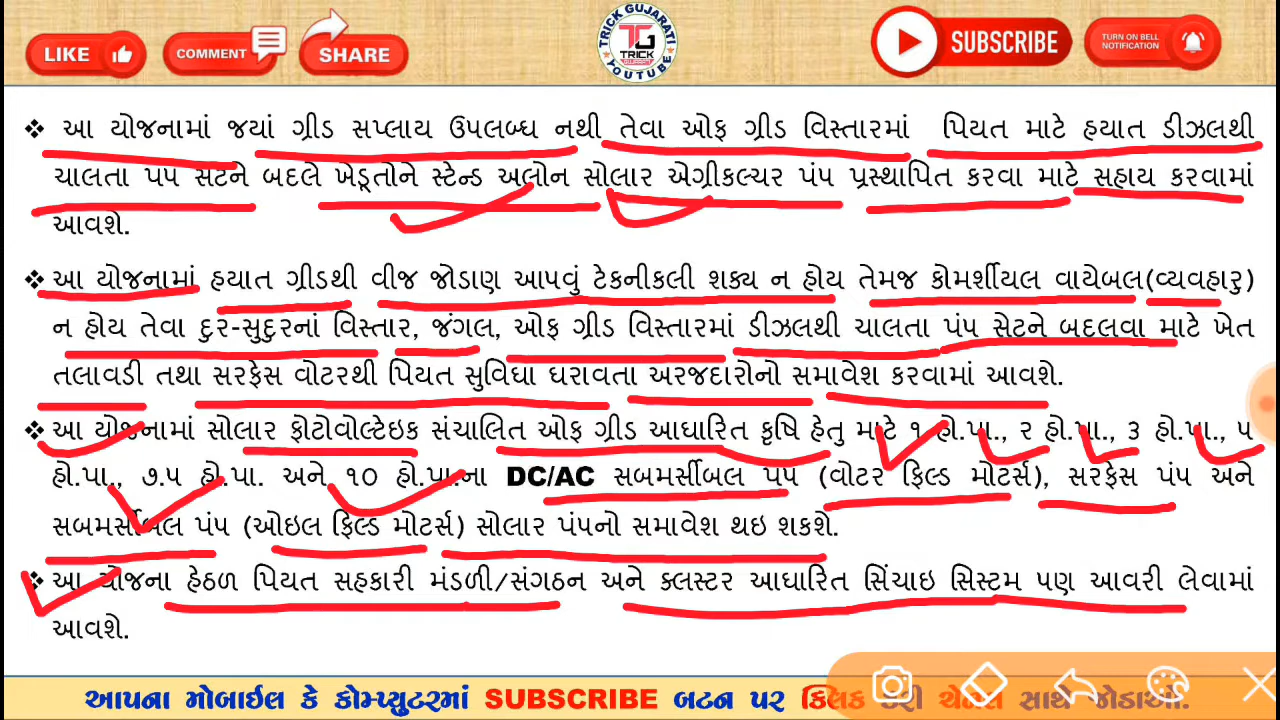 LIKE
COMMENT
SHARE
TRICK GUJARATI
TG
TRICK
GUJARATI
YOUTUBE
SUBSCRIBE
TURN ON BELL
NOTIFICATION
❖ આ યોજનામાં જયાં ગ્રીડ સપ્લાય ઉપલબ્ધ નથી તેવા ઓફ ગ્રીડ વિસ્તારમાં પિયત માટે હયાત ડીઝલથી
ચાલતા પંપ સેટને બદલે ખેડૂતોને સ્ટેન્ડ અલોન સોલાર એગ્રીકલ્ચર પંપ પ્રસ્થાપિત કરવા માટે સહાય કરવામાં
આવશે.
❖ આ યોજનામાં હયાત ગ્રીડથી વીજ જોડાણ આપવું ટેકનીકલી શક્ય ન હોય તેમજ કોમર્શીયલ વાયેબલ(વ્યવહારુ)
ન હોય તેવા દુર-સુદુરનાં વિસ્તાર, જંગલ, ઓફ ગ્રીડ વિસ્તારમાં ડીઝલથી ચાલતા પંપ સેટને બદલવા માટે ખેત
તલાવડી તથા સરફેસ વોટરથી પિયત સુવિધા ધરાવતા અરજદારોનો સમાવેશ કરવામાં આવશે.
❖ આ યોજનામાં સોલાર ફોટોવોલ્ટેઇક સંચાલિત ઓફ ગ્રીડ આધારિત કૃષિ હેતુ માટે ૧ હો.પા., ૨ હો.પા., ૩ હો.પા., ૫
હો.પા., ૭.૫ હો.પા. અને ૧૦ હો.પા.ના DC/AC સબમર્સીબલ પંપ (વોટર ફિલ્ડ મોટર્સ), સરફેસ પંપ અને
સબમર્સીબલ પંપ (ઓઇલ ફિલ્ડ મોટર્સ) સોલાર પંપનો સમાવેશ થઇ શકશે.
❖ આ યોજના હેઠળ પિયત સહકારી મંડળી/સંગઠન અને ક્લસ્ટર આધારિત સિંચાઇ સિસ્ટમ પણ આવરી લેવામાં
આવશે.
આપના મોબાઈલ કે કોમ્પ્યુટરમાં SUBSCRIBE બટન પર ક્લિક કરી ચેનલ સાથે જોડાઓ.